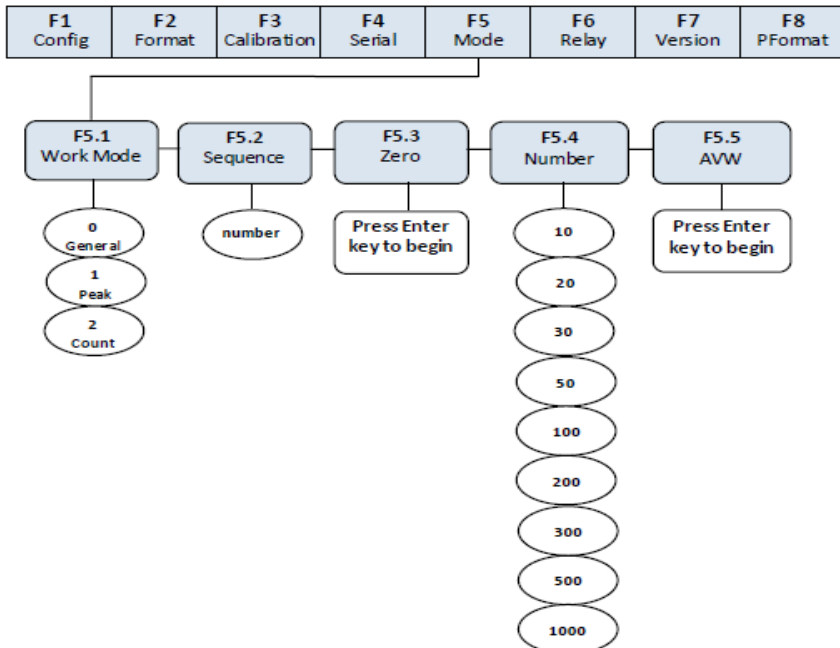 F1 F2 F3 F4 F5 F6 F7 F8
Config Format Calibration Serial Mode Relay Version PFormat
F5.1 F5.2 F5.3 F5.4 F5.5
Work Mode Sequence Zero Number AVW
0
General
1
Peak
2
Count
number
Press Enter
key to begin
10
20
30
50
100
200
300
500
1000
Press Enter
key to begin